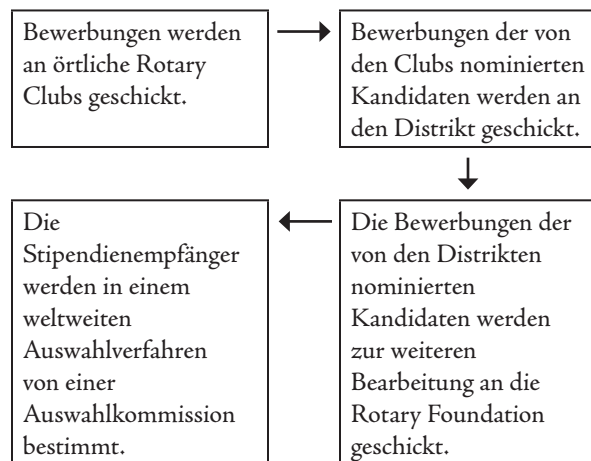 Bewerbungen werden
an örtliche Rotary
Clubs geschickt.
Bewerbungen der von
den Clubs nominierten
Kandidaten werden an
den Distrikt geschickt.
Die Bewerbungen der
von den Distrikten
nominierten
Kandidaten werden
zur weiteren
Bearbeitung an die
Rotary Foundation
geschickt.
Die
Stipendienempfänger
werden in einem
weltweiten
Auswahlverfahren
von einer
Auswahlkommission
bestimmt.